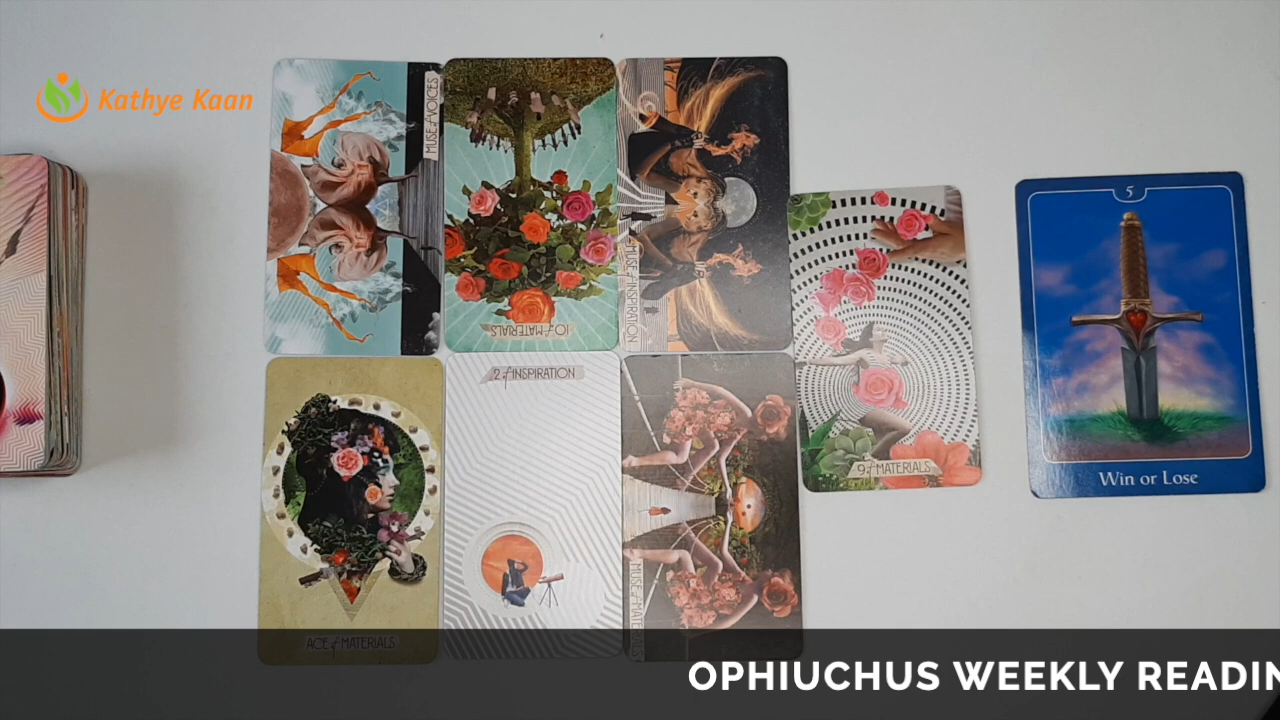 Kathye Kaan
MUSE of VOICES
10 of MATERIALS
MUSE of INSPIRATION
9 of MATERIALS
5
Win or Lose
ACE of MATERIALS
2 of INSPIRATION
MUSE of MATERIALS
OPHIUCHUS WEEKLY READIN